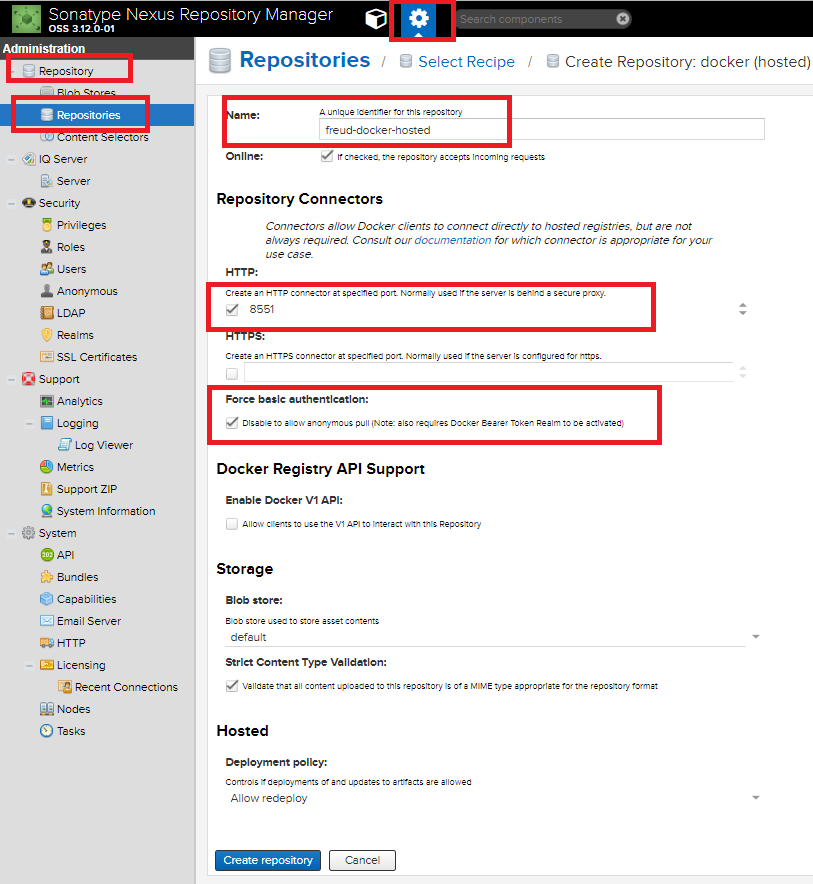 Sonatype Nexus Repository Manager
OSS 3.12.0-01
Search components
Administration
Repository
Blob Stores
Repositories
Content Selectors
IQ Server
Server
Security
Privileges
Roles
Users
Anonymous
LDAP
Realms
SSL Certificates
Support
Analytics
Logging
Log Viewer
Metrics
Support ZIP
System Information
System
202
API
Bundles
Capabilities
Email Server
HTTP
Licensing
Recent Connections
Nodes
Tasks
Repositories / Select Recipe / Create Repository: docker (hosted)
Name:
A unique identifier for this repository
freud-docker-hosted
Online:
If checked, the repository accepts incoming requests
Repository Connectors
Connectors allow Docker clients to connect directly to hosted registries, but are not
always required. Consult our documentation for which connector is appropriate for your
use case.
HTTP:
Create an HTTP connector at specified port. Normally used if the server is behind a secure proxy.
8551
HTTPS:
Create an HTTPS connector at specified port. Normally used if the server is configured for https.
Force basic authentication:
Disable to allow anonymous pull (Note: also requires Docker Bearer Token Realm to be activated)
Docker Registry API Support
Enable Docker V1 API:
Allow clients to use the V1 API to interact with this Repository
Storage
Blob store:
Blob store used to store asset contents
default
Strict Content Type Validation:
Validate that all content uploaded to this repository is of a MIME type appropriate for the repository format
Hosted
Deployment policy:
Controls if deployments of and updates to artifacts are allowed
Allow redeploy
Create repository
Cancel